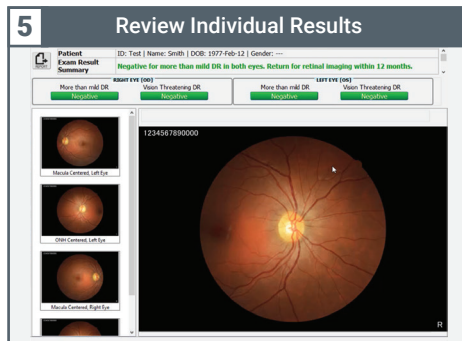 5 Review Individual Results
Patient ID: Test | Name: Smith | DOB: 1977-Feb-12 | Gender: ---
Exam Result Summary Negative for more than mild DR in both eyes. Return for retinal imaging within 12 months.
RIGHT EYE (OD) LEFT EYE (OS)
More than mild DR Vision Threatening DR More than mild DR Vision Threatening DR
Negative Negative Negative Negative
1234567890000
Macula Centered, Left Eye
ONH Centered, Left Eye
Macula Centered, Right Eye
R